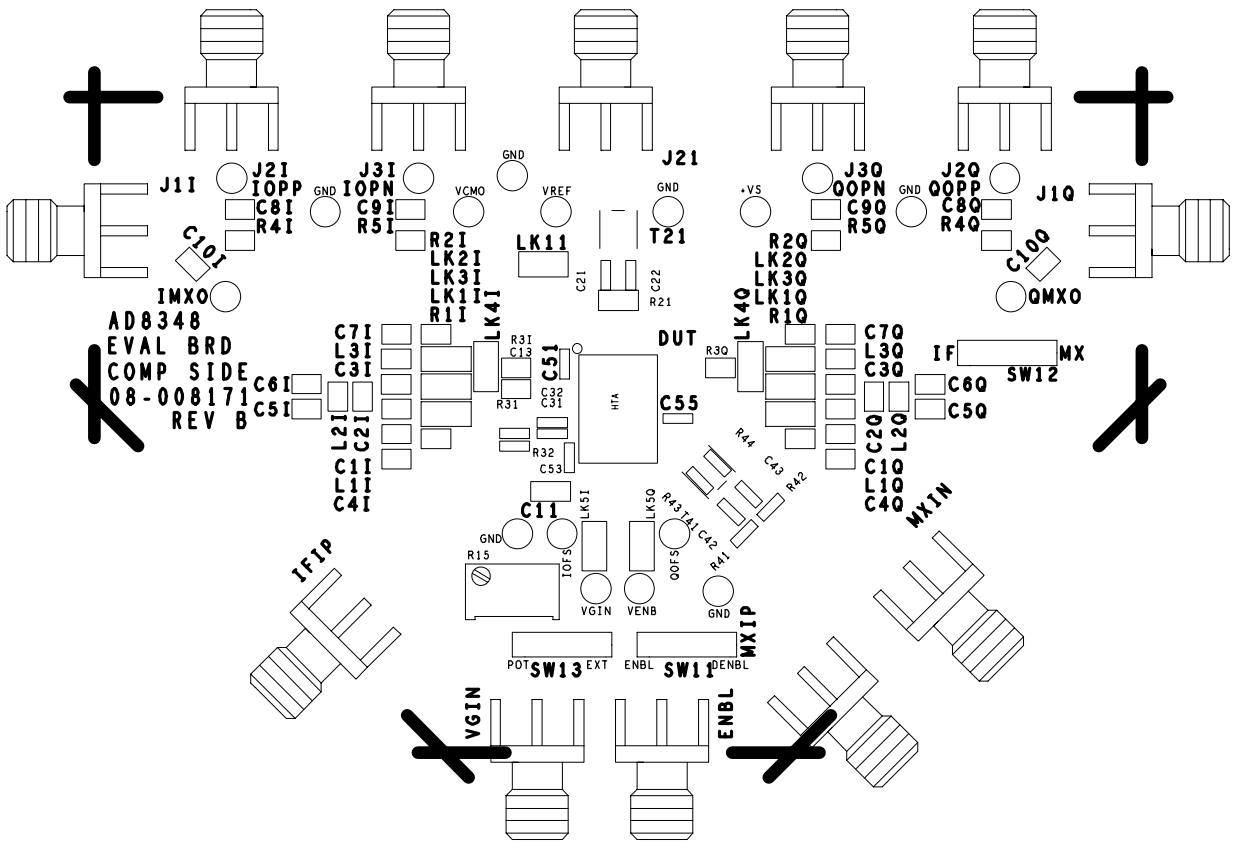 J21
J2I
IOPP
J3I
IOPN
J3Q
QOPN
J2Q
QOPP
J1I
J1Q
GND
GND
VCMO
VREF
GND
+VS
GND
C8I
R4I
C9I
R5I
C9Q
R5Q
C8Q
R4Q
C10I
C10Q
T21
LK11
R2I
LK2I
LK3I
LK1I
R1I
R2Q
LK2Q
LK3Q
LK1Q
R1Q
C21
C22
R21
IMXO
QMXO
AD8348
EVAL BRD
COMP SIDE
08-008171
REV B
LK4I
LK4Q
DUT
C7I
L3I
C3I
C7Q
L3Q
C3Q
IF
MX
SW12
R3I
C13
C51
R3Q
C6I
C5I
C6Q
C5Q
L2I
C2I
C2Q
L2Q
R31
C32
C31
HTA
C55
R32
C53
R44
C43
R42
C1I
L1I
C4I
C1Q
L1Q
C4Q
C11
LK5I
LK5Q
R43
T41
C42
R41
MXIN
GND
IOFS
QOFS
R15
IFIP
VGIN
VENB
GND
MXIP
POT
EXT
SW13
ENBL
DENBL
SW11
VGIN
ENBL